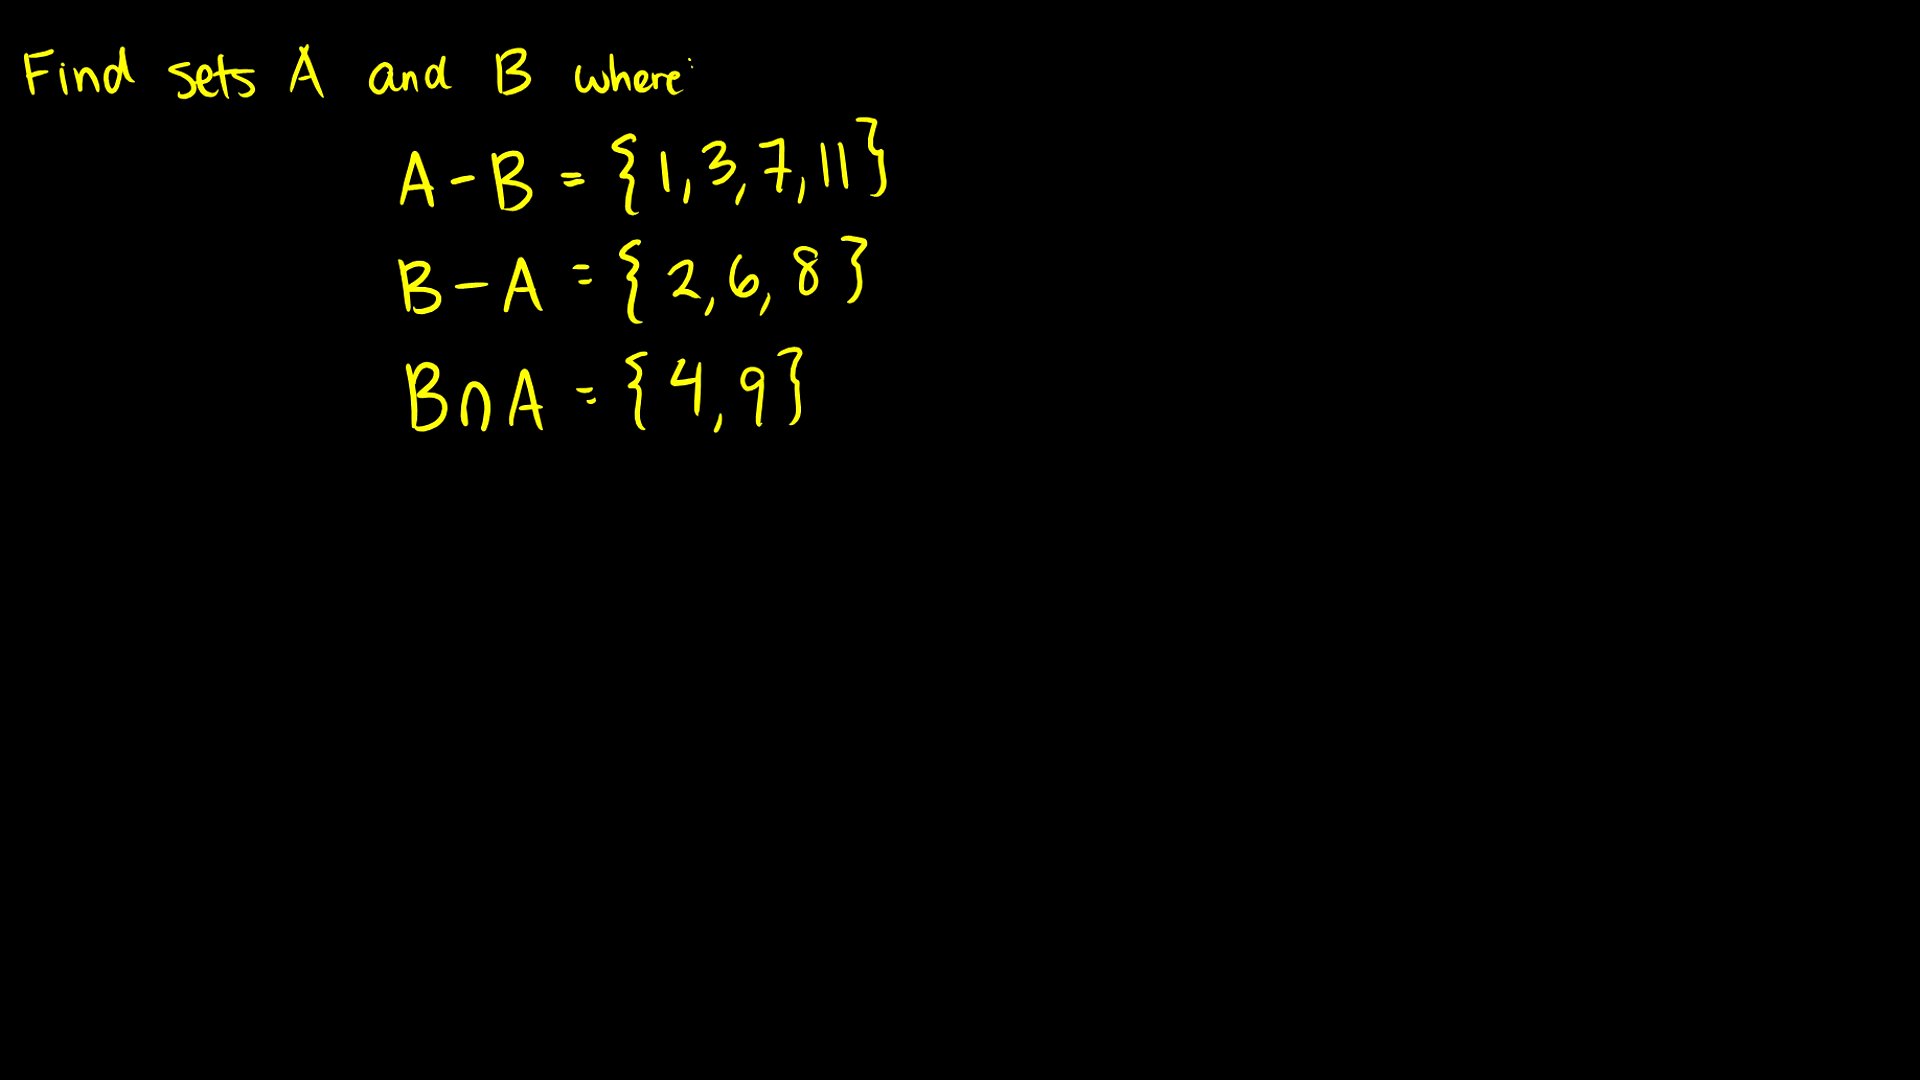 Find sets A and B where:
A - B = {1, 3, 7, 11}
B - A = {2, 6, 8}
B ∩ A = {4, 9}